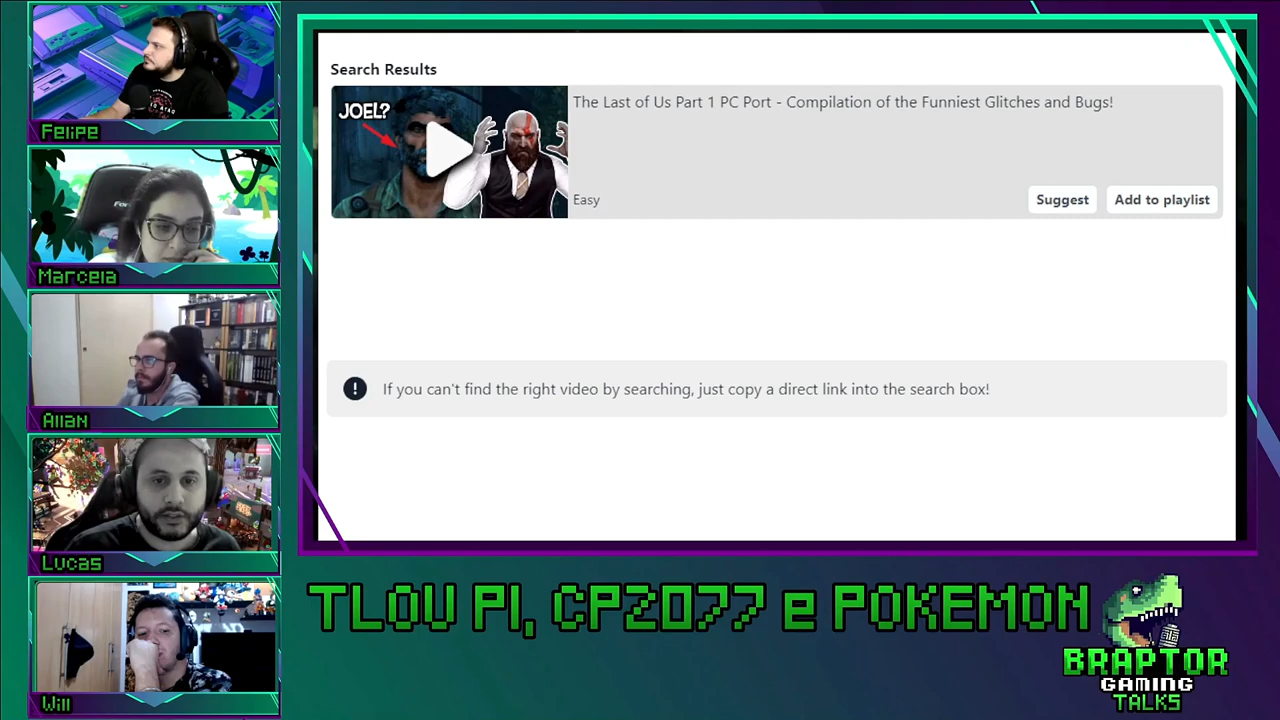 Felipe
Marcela
Allan
Lucas
Will
Search Results
JOEL?
The Last of Us Part 1 PC Port - Compilation of the Funniest Glitches and Bugs!
Easy
Suggest
Add to playlist
If you can't find the right video by searching, just copy a direct link into the search box!
TLOU PI, CP2077 e POKEMON
BRAPTOR
GAMING
TALKS